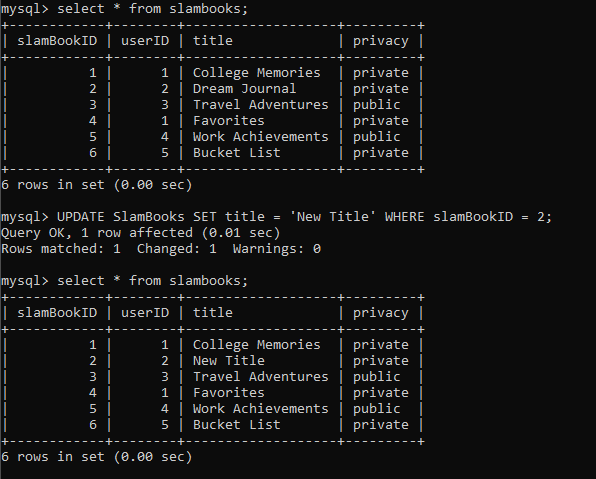 mysql> select * from slambooks;
+------------+--------+-------------------+---------+
| slamBookID | userID | title             | privacy |
+------------+--------+-------------------+---------+
|          1 |      1 | College Memories  | private |
|          2 |      2 | Dream Journal     | private |
|          3 |      3 | Travel Adventures | public  |
|          4 |      1 | Favorites         | private |
|          5 |      4 | Work Achievements | public  |
|          6 |      5 | Bucket List       | private |
+------------+--------+-------------------+---------+
6 rows in set (0.00 sec)

mysql> UPDATE SlamBooks SET title = 'New Title' WHERE slamBookID = 2;
Query OK, 1 row affected (0.01 sec)
Rows matched: 1  Changed: 1  Warnings: 0

mysql> select * from slambooks;
+------------+--------+-------------------+---------+
| slamBookID | userID | title             | privacy |
+------------+--------+-------------------+---------+
|          1 |      1 | College Memories  | private |
|          2 |      2 | New Title         | private |
|          3 |      3 | Travel Adventures | public  |
|          4 |      1 | Favorites         | private |
|          5 |      4 | Work Achievements | public  |
|          6 |      5 | Bucket List       | private |
+------------+--------+-------------------+---------+
6 rows in set (0.00 sec)